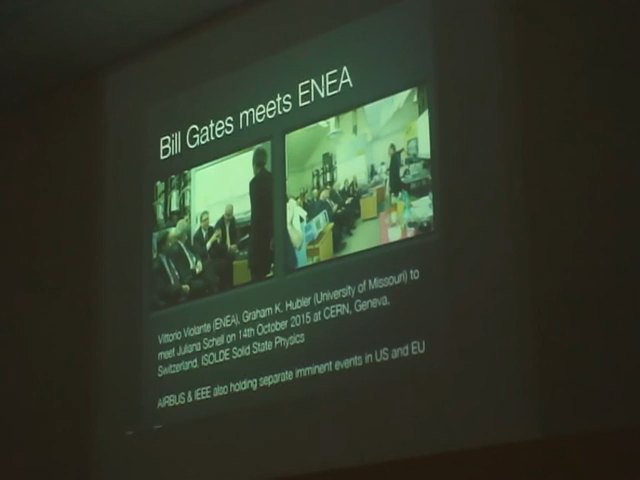 Bill Gates meets ENEA
Vittorio Violante (ENEA), Graham K. Hubler (University of Missouri) to
meet Juliana Schell on 14th October 2015 at CERN, Geneva,
Switzerland. ISOLDE Solid State Physics
AIRBUS & IEEE also holding separate imminent events in US and EU